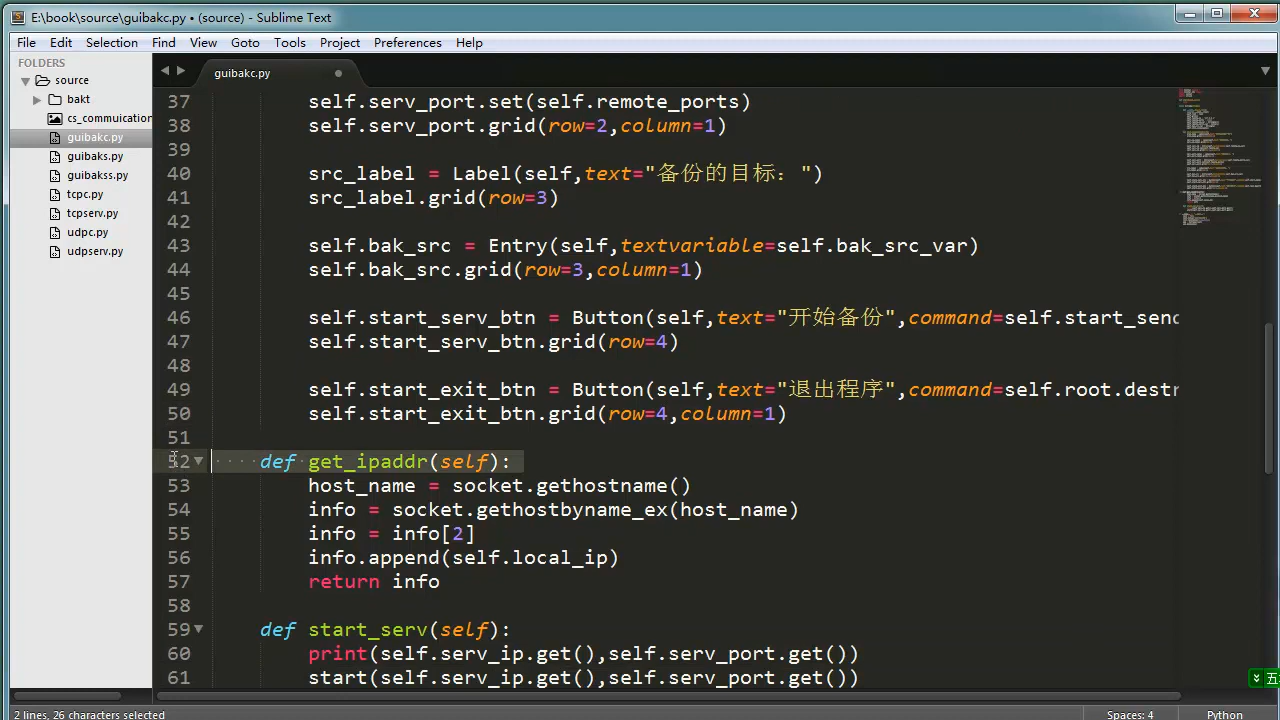 E:\book\source\guibakc.py • (source) - Sublime Text
File Edit Selection Find View Goto Tools Project Preferences Help
FOLDERS
source
bakt
cs_commuication
guibakc.py
guibaks.py
guibakss.py
tcpc.py
tcpserv.py
udpc.py
udpserv.py
guibakc.py
37 self.serv_port.set(self.remote_ports)
38 self.serv_port.grid(row=2,column=1)
39
40 src_label = Label(self,text="备份的目标：")
41 src_label.grid(row=3)
42
43 self.bak_src = Entry(self,textvariable=self.bak_src_var)
44 self.bak_src.grid(row=3,column=1)
45
46 self.start_serv_btn = Button(self,text="开始备份",command=self.start_senc
47 self.start_serv_btn.grid(row=4)
48
49 self.start_exit_btn = Button(self,text="退出程序",command=self.root.destr
50 self.start_exit_btn.grid(row=4,column=1)
51
52 def get_ipaddr(self):
53 host_name = socket.gethostname()
54 info = socket.gethostbyname_ex(host_name)
55 info = info[2]
56 info.append(self.local_ip)
57 return info
58
59 def start_serv(self):
60 print(self.serv_ip.get(),self.serv_port.get())
61 start(self.serv_ip.get(),self.serv_port.get())
五
2 lines, 26 characters selected
Spaces: 4
Python